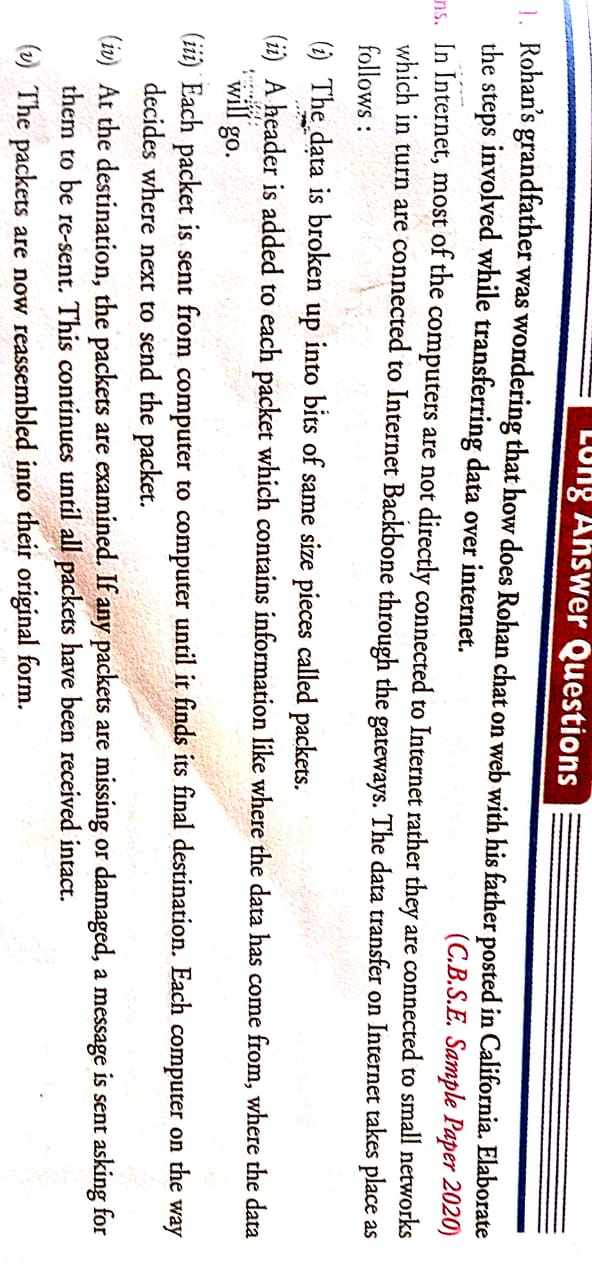 Long Answer Questions
1. Rohan's grandfather was wondering that how does Rohan chat on web with his father posted in California. Elaborate
the steps involved while transferring data over internet.
(C.B.S.E. Sample Paper 2020)
ns. In Internet, most of the computers are not directly connected to Internet rather they are connected to small networks
which in turn are connected to Internet Backbone through the gateways. The data transfer on Internet takes place as
follows :
(i) The data is broken up into bits of same size pieces called packets.
(ii) A header is added to each packet which contains information like where the data has come from, where the data
will go.
(iii) Each packet is sent from computer to computer until it finds its final destination. Each computer on the way
decides where next to send the packet.
(iv) At the destination, the packets are examined. If any packets are missing or damaged, a message is sent asking for
them to be re-sent. This continues until all packets have been received intact.
(v) The packets are now reassembled into their original form.